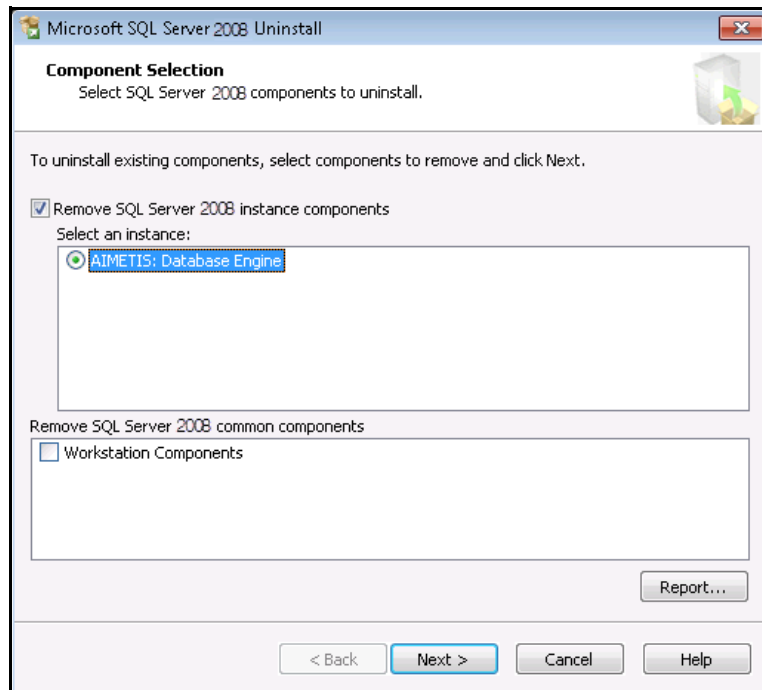 Microsoft SQL Server 2008 Uninstall
Component Selection
Select SQL Server 2008 components to uninstall.
To uninstall existing components, select components to remove and click Next.
Remove SQL Server 2008 instance components
Select an instance:
AIMETIS: Database Engine
Remove SQL Server 2008 common components
Workstation Components
Report...
< Back
Next >
Cancel
Help